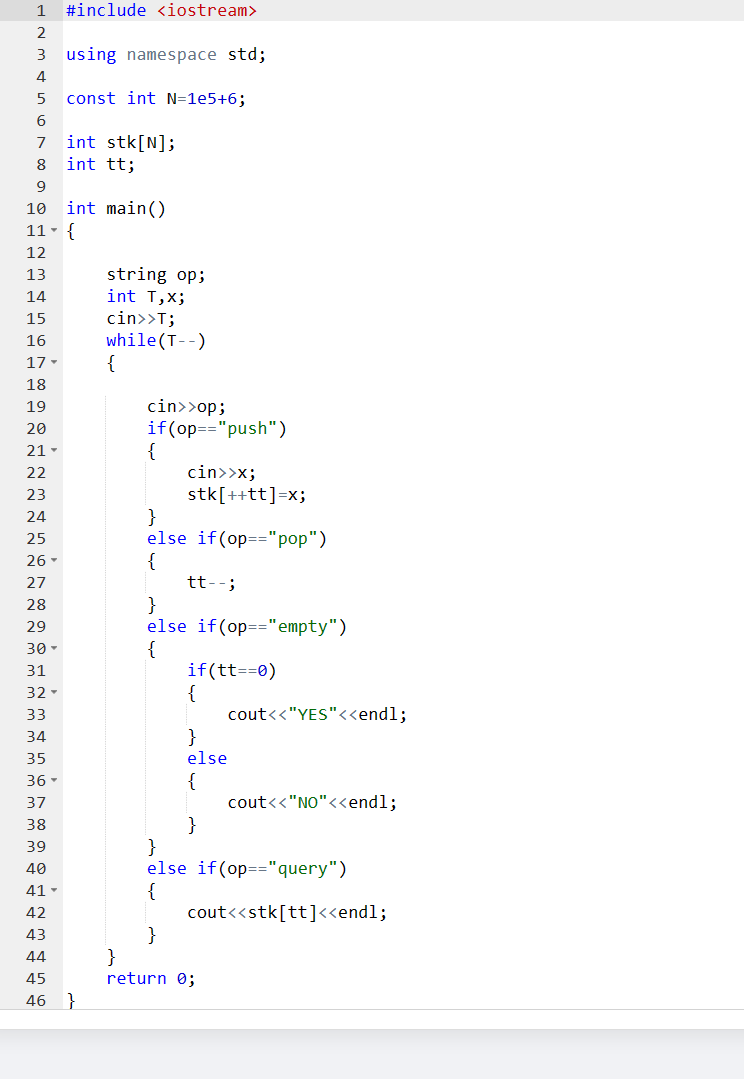 1 #include <iostream>
2
3 using namespace std;
4
5 const int N=1e5+6;
6
7 int stk[N];
8 int tt;
9
10 int main()
11 {
12
13 string op;
14 int T,x;
15 cin>>T;
16 while(T--)
17 {
18
19 cin>>op;
20 if(op=="push")
21 {
22 cin>>x;
23 stk[++tt]=x;
24 }
25 else if(op=="pop")
26 {
27 tt--;
28 }
29 else if(op=="empty")
30 {
31 if(tt==0)
32 {
33 cout<<"YES"<<endl;
34 }
35 else
36 {
37 cout<<"NO"<<endl;
38 }
39 }
40 else if(op=="query")
41 {
42 cout<<stk[tt]<<endl;
43 }
44 }
45 return 0;
46 }